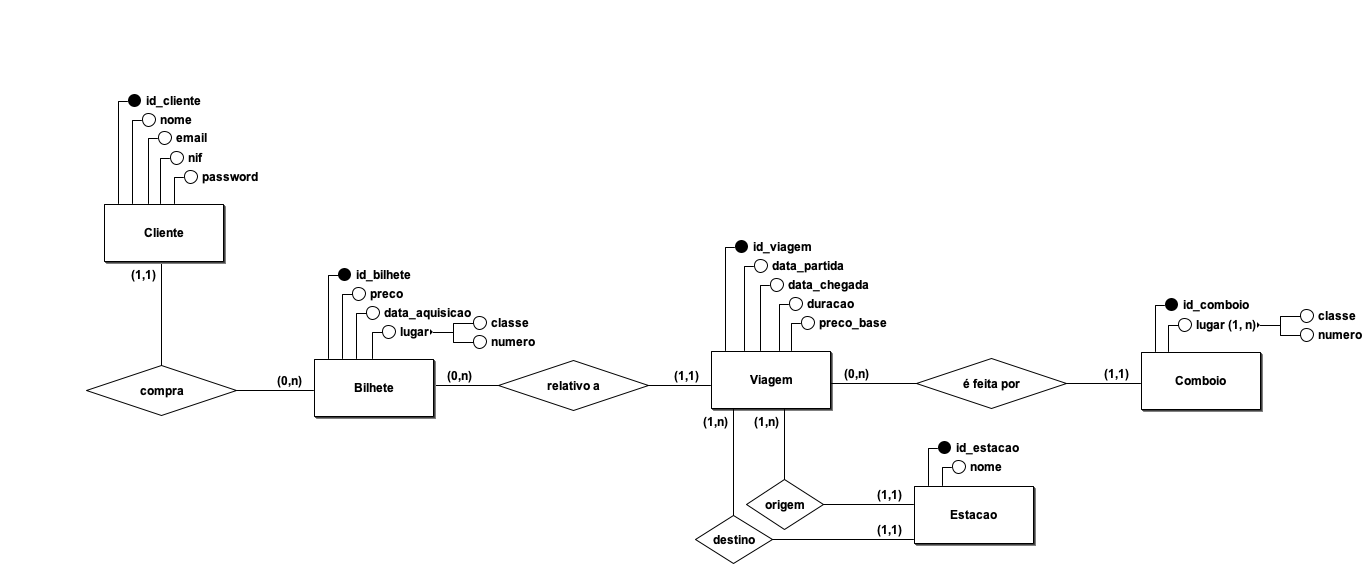 id_cliente
nome
email
nif
password
Cliente
(1,1)
compra
(0,n)
id_bilhete
preco
data_aquisicao
lugar
classe
numero
Bilhete
(0,n)
relativo a
(1,1)
id_viagem
data_partida
data_chegada
duracao
preco_base
Viagem
(0,n)
é feita por
(1,1)
id_comboio
lugar (1, n)
classe
numero
Comboio
(1,n)
(1,n)
origem
(1,1)
destino
(1,1)
id_estacao
nome
Estacao